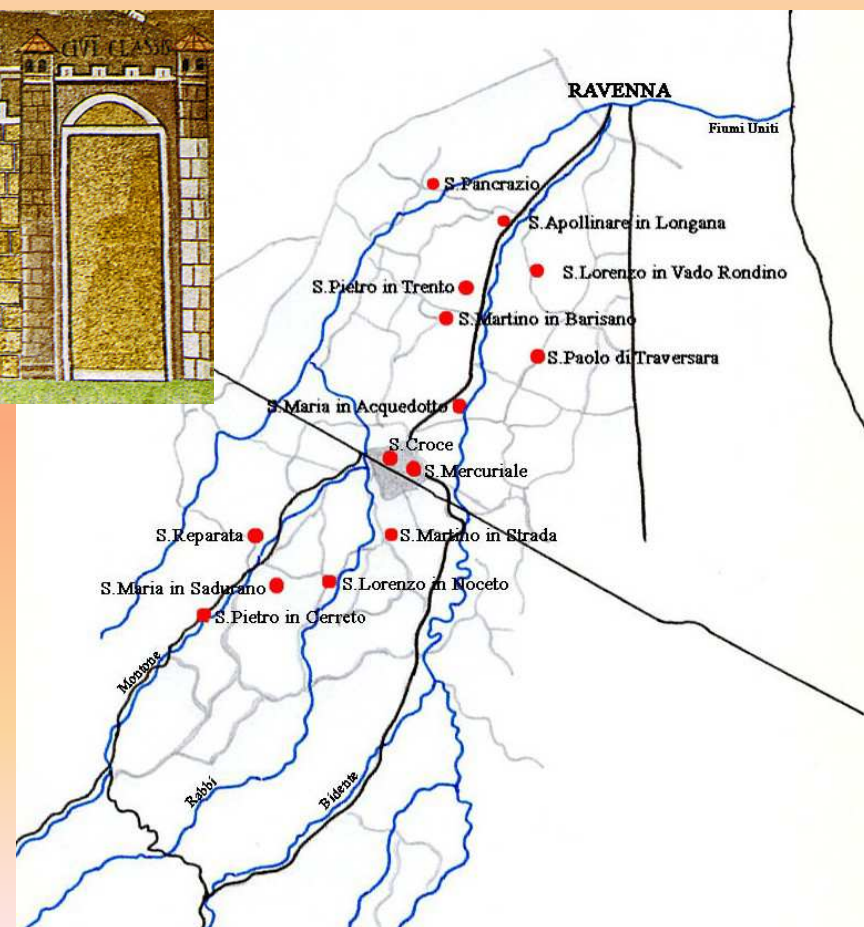 CIVI CLASSIS
RAVENNA
Fiumi Uniti
S.Pancrazio
S.Apollinare in Longana
S.Lorenzo in Vado Rondino
S.Pietro in Trento
S.Martino in Barisano
S.Paolo di Traversara
S.Maria in Acquedotto
S.Croce
S.Mercuriale
S.Reparata
S.Martino in Strada
S.Maria in Sadurano
S.Lorenzo in Noceto
S.Pietro in Cerreto
Montone
Rabbi
Bidente